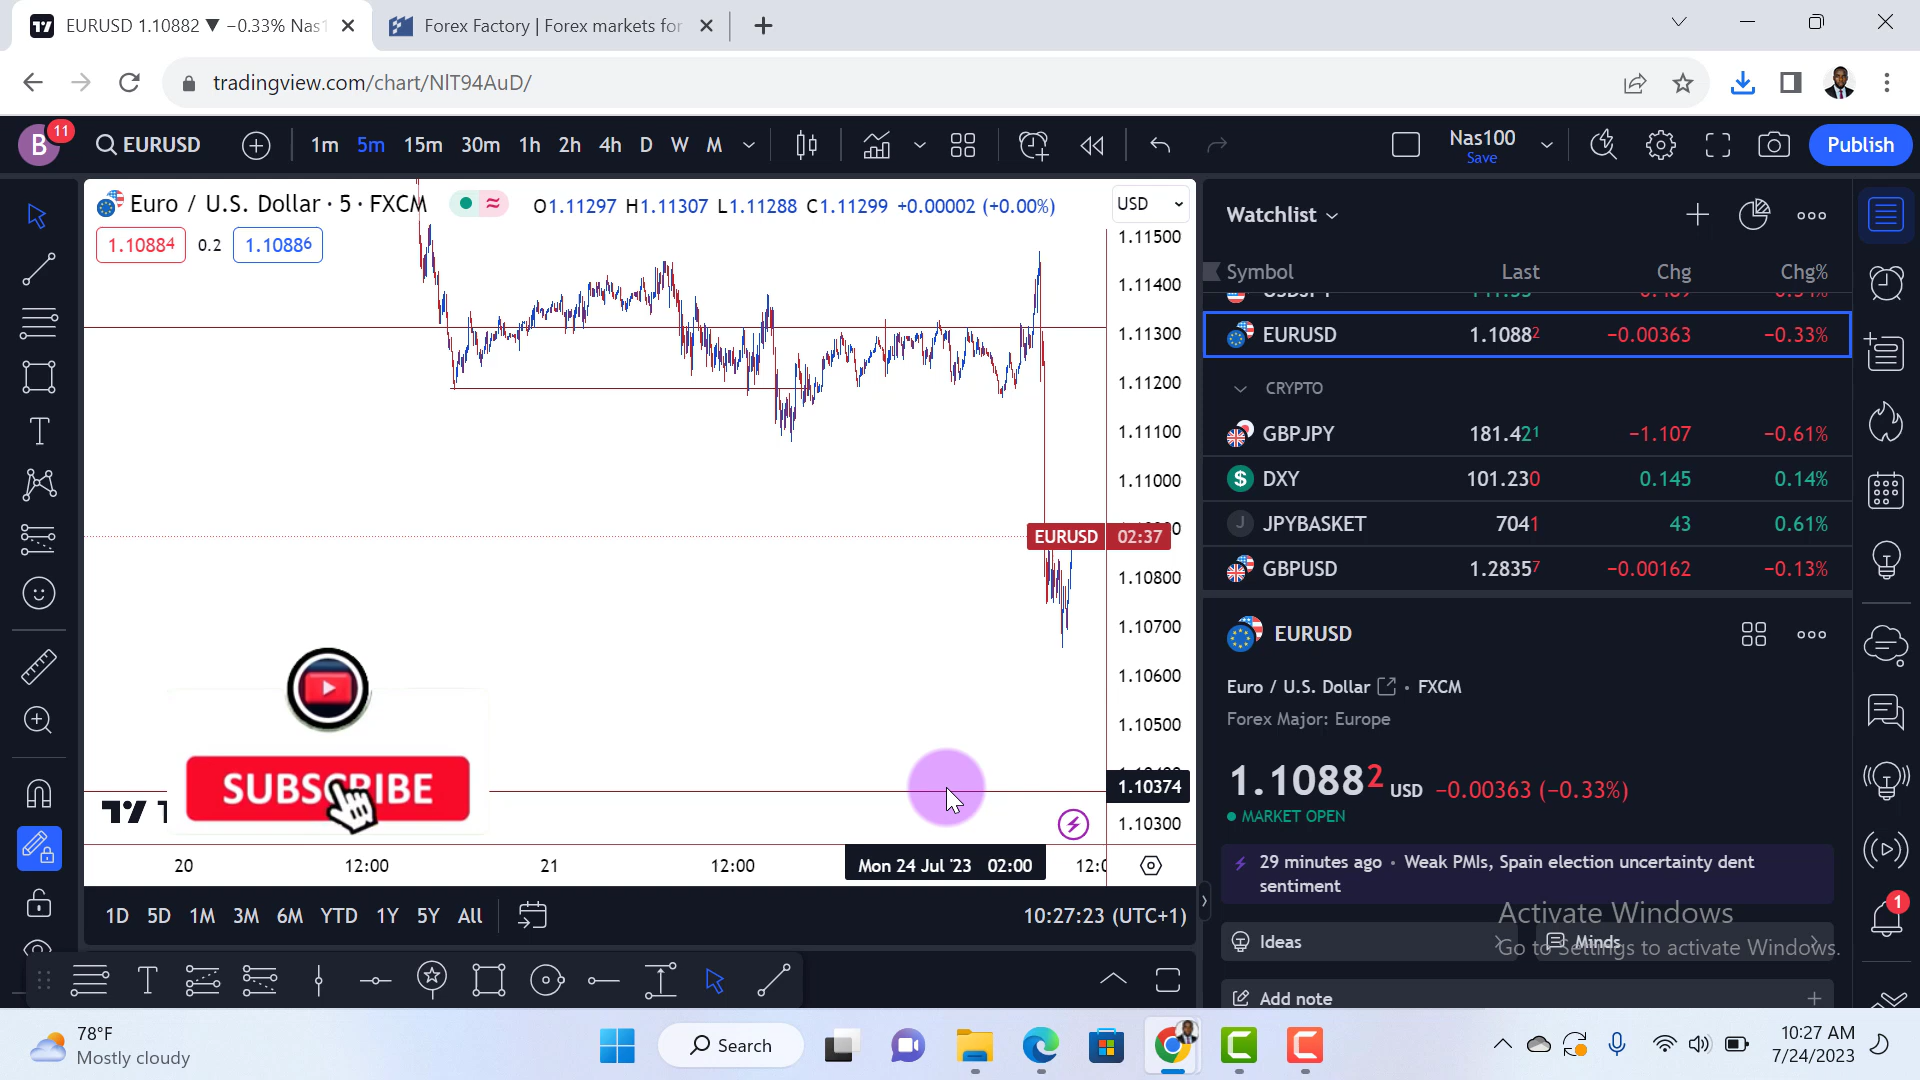 EURUSD 1.10882 ▼ −0.33% Nas1
Forex Factory | Forex markets for
tradingview.com/chart/NlT94AuD/
B 11
EURUSD
1m 5m 15m 30m 1h 2h 4h D W M
Nas100
Save
Publish
Euro / U.S. Dollar · 5 · FXCM
O1.11297 H1.11307 L1.11288 C1.11299 +0.00002 (+0.00%)
USD
1.10884 0.2 1.10886
1.11500
1.11400
1.11300
1.11200
1.11100
1.11000
EURUSD 02:37
1.10800
1.10700
1.10600
1.10500
1.10374
1.10300
SUBSCRIBE
20 12:00 21 12:00 Mon 24 Jul '23 02:00
1D 5D 1M 3M 6M YTD 1Y 5Y All
10:27:23 (UTC+1)
Watchlist
Symbol Last Chg Chg%
EURUSD 1.10882 −0.00363 −0.33%
CRYPTO
GBPJPY 181.421 −1.107 −0.61%
DXY 101.230 0.145 0.14%
J JPYBASKET 7041 43 0.61%
GBPUSD 1.28357 −0.00162 −0.13%
EURUSD
Euro / U.S. Dollar · FXCM
Forex Major: Europe
1.10882 USD −0.00363 (−0.33%)
MARKET OPEN
29 minutes ago · Weak PMIs, Spain election uncertainty dent
sentiment
Activate Windows
Go to Settings to activate Windows.
Ideas
Minds
Add note
1
78°F
Mostly cloudy
Search
10:27 AM
7/24/2023